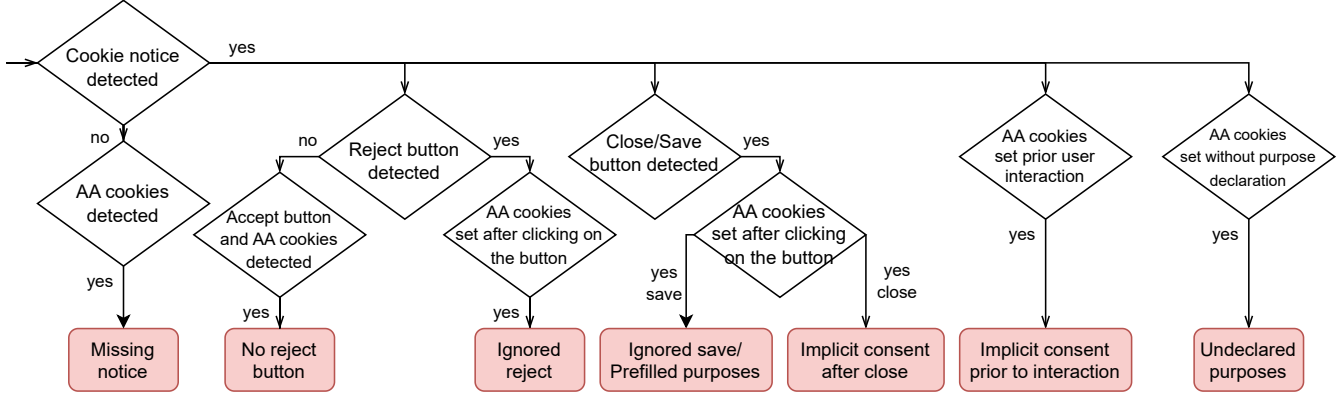 Cookie notice
detected
yes
no
AA cookies
detected
yes
Missing
notice
Reject button
detected
no
Accept button
and AA cookies
detected
yes
No reject
button
yes
AA cookies
set after clicking on
the button
yes
Ignored
reject
Close/Save
button detected
yes
AA cookies
set after clicking
on the button
yes
save
Ignored save/
Prefilled purposes
yes
close
Implicit consent
after close
AA cookies
set prior user
interaction
yes
Implicit consent
prior to interaction
AA cookies
set without purpose
declaration
yes
Undeclared
purposes